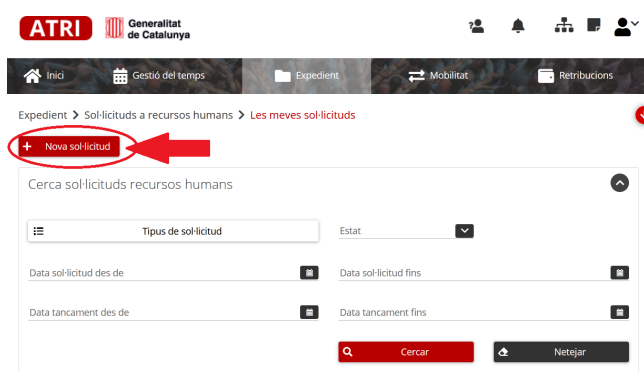 ATRI
Generalitat
de Catalunya
Inici
Gestió del temps
Expedient
Mobilitat
Retribucions
Expedient > Sol·licituds a recursos humans > Les meves sol·licituds
+ Nova sol·licitud
Cerca sol·licituds recursos humans
Tipus de sol·licitud
Estat
Data sol·licitud des de
Data sol·licitud fins
Data tancament des de
Data tancament fins
Cercar
Netejar